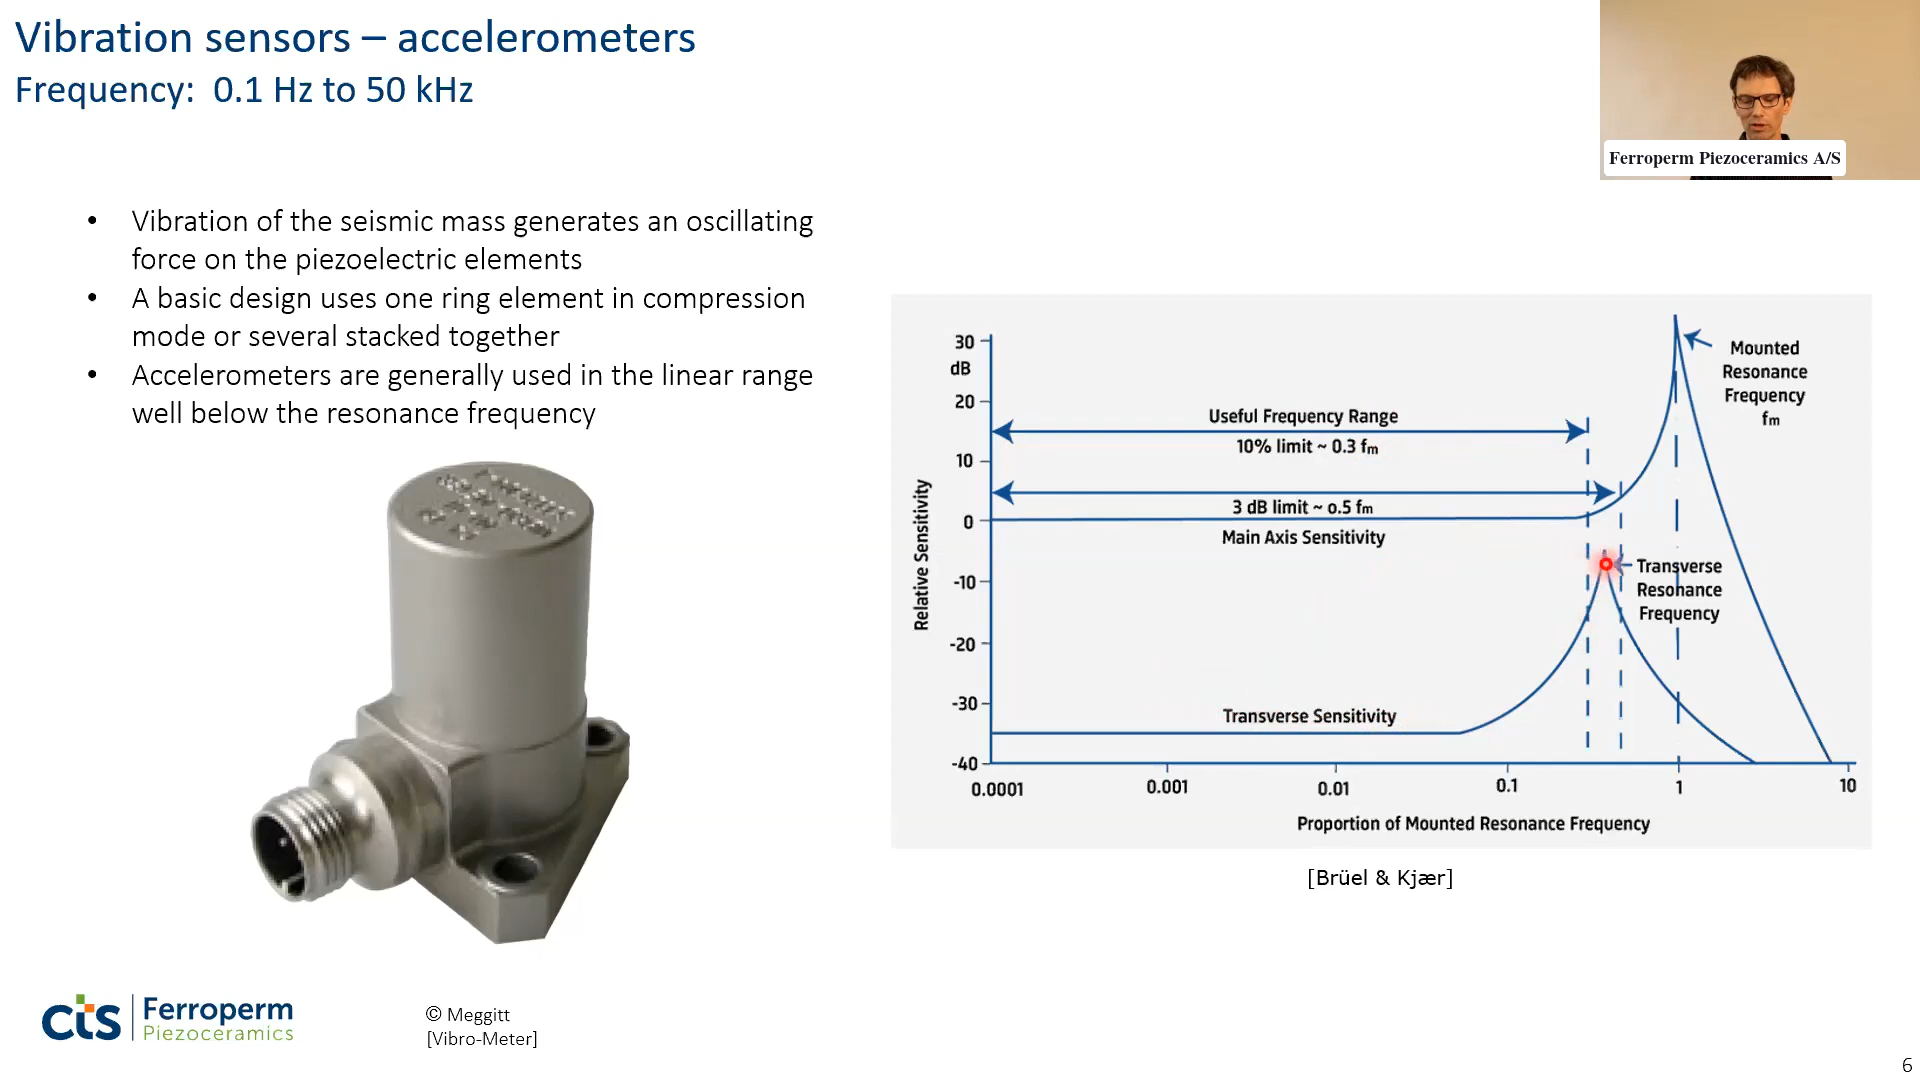 Vibration sensors – accelerometers
Frequency:  0.1 Hz to 50 kHz
Ferroperm Piezoceramics A/S
• Vibration of the seismic mass generates an oscillating
force on the piezoelectric elements
• A basic design uses one ring element in compression
mode or several stacked together
• Accelerometers are generally used in the linear range
well below the resonance frequency
30
dB
20
10
0
-10
-20
-30
-40
Relative Sensitivity
Mounted
Resonance
Frequency
fm
Useful Frequency Range
10% limit ~ 0.3 fm
3 dB limit ~ 0.5 fm
Main Axis Sensitivity
Transverse
Resonance
Frequency
Transverse Sensitivity
0.0001
0.001
0.01
0.1
1
10
Proportion of Mounted Resonance Frequency
[Brüel & Kjær]
cts
Ferroperm
Piezoceramics
© Meggitt
[Vibro-Meter]
6